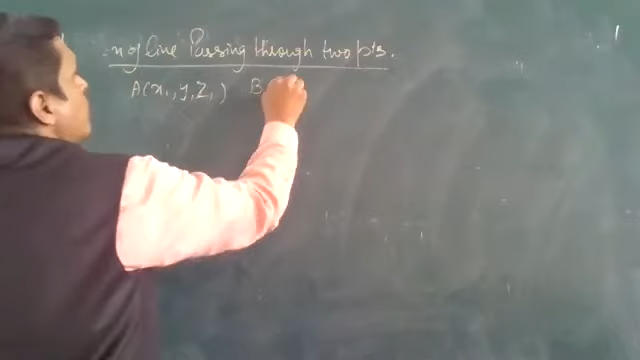 n of line Passing through two pts.
A(x₁, y₁ z₁) B